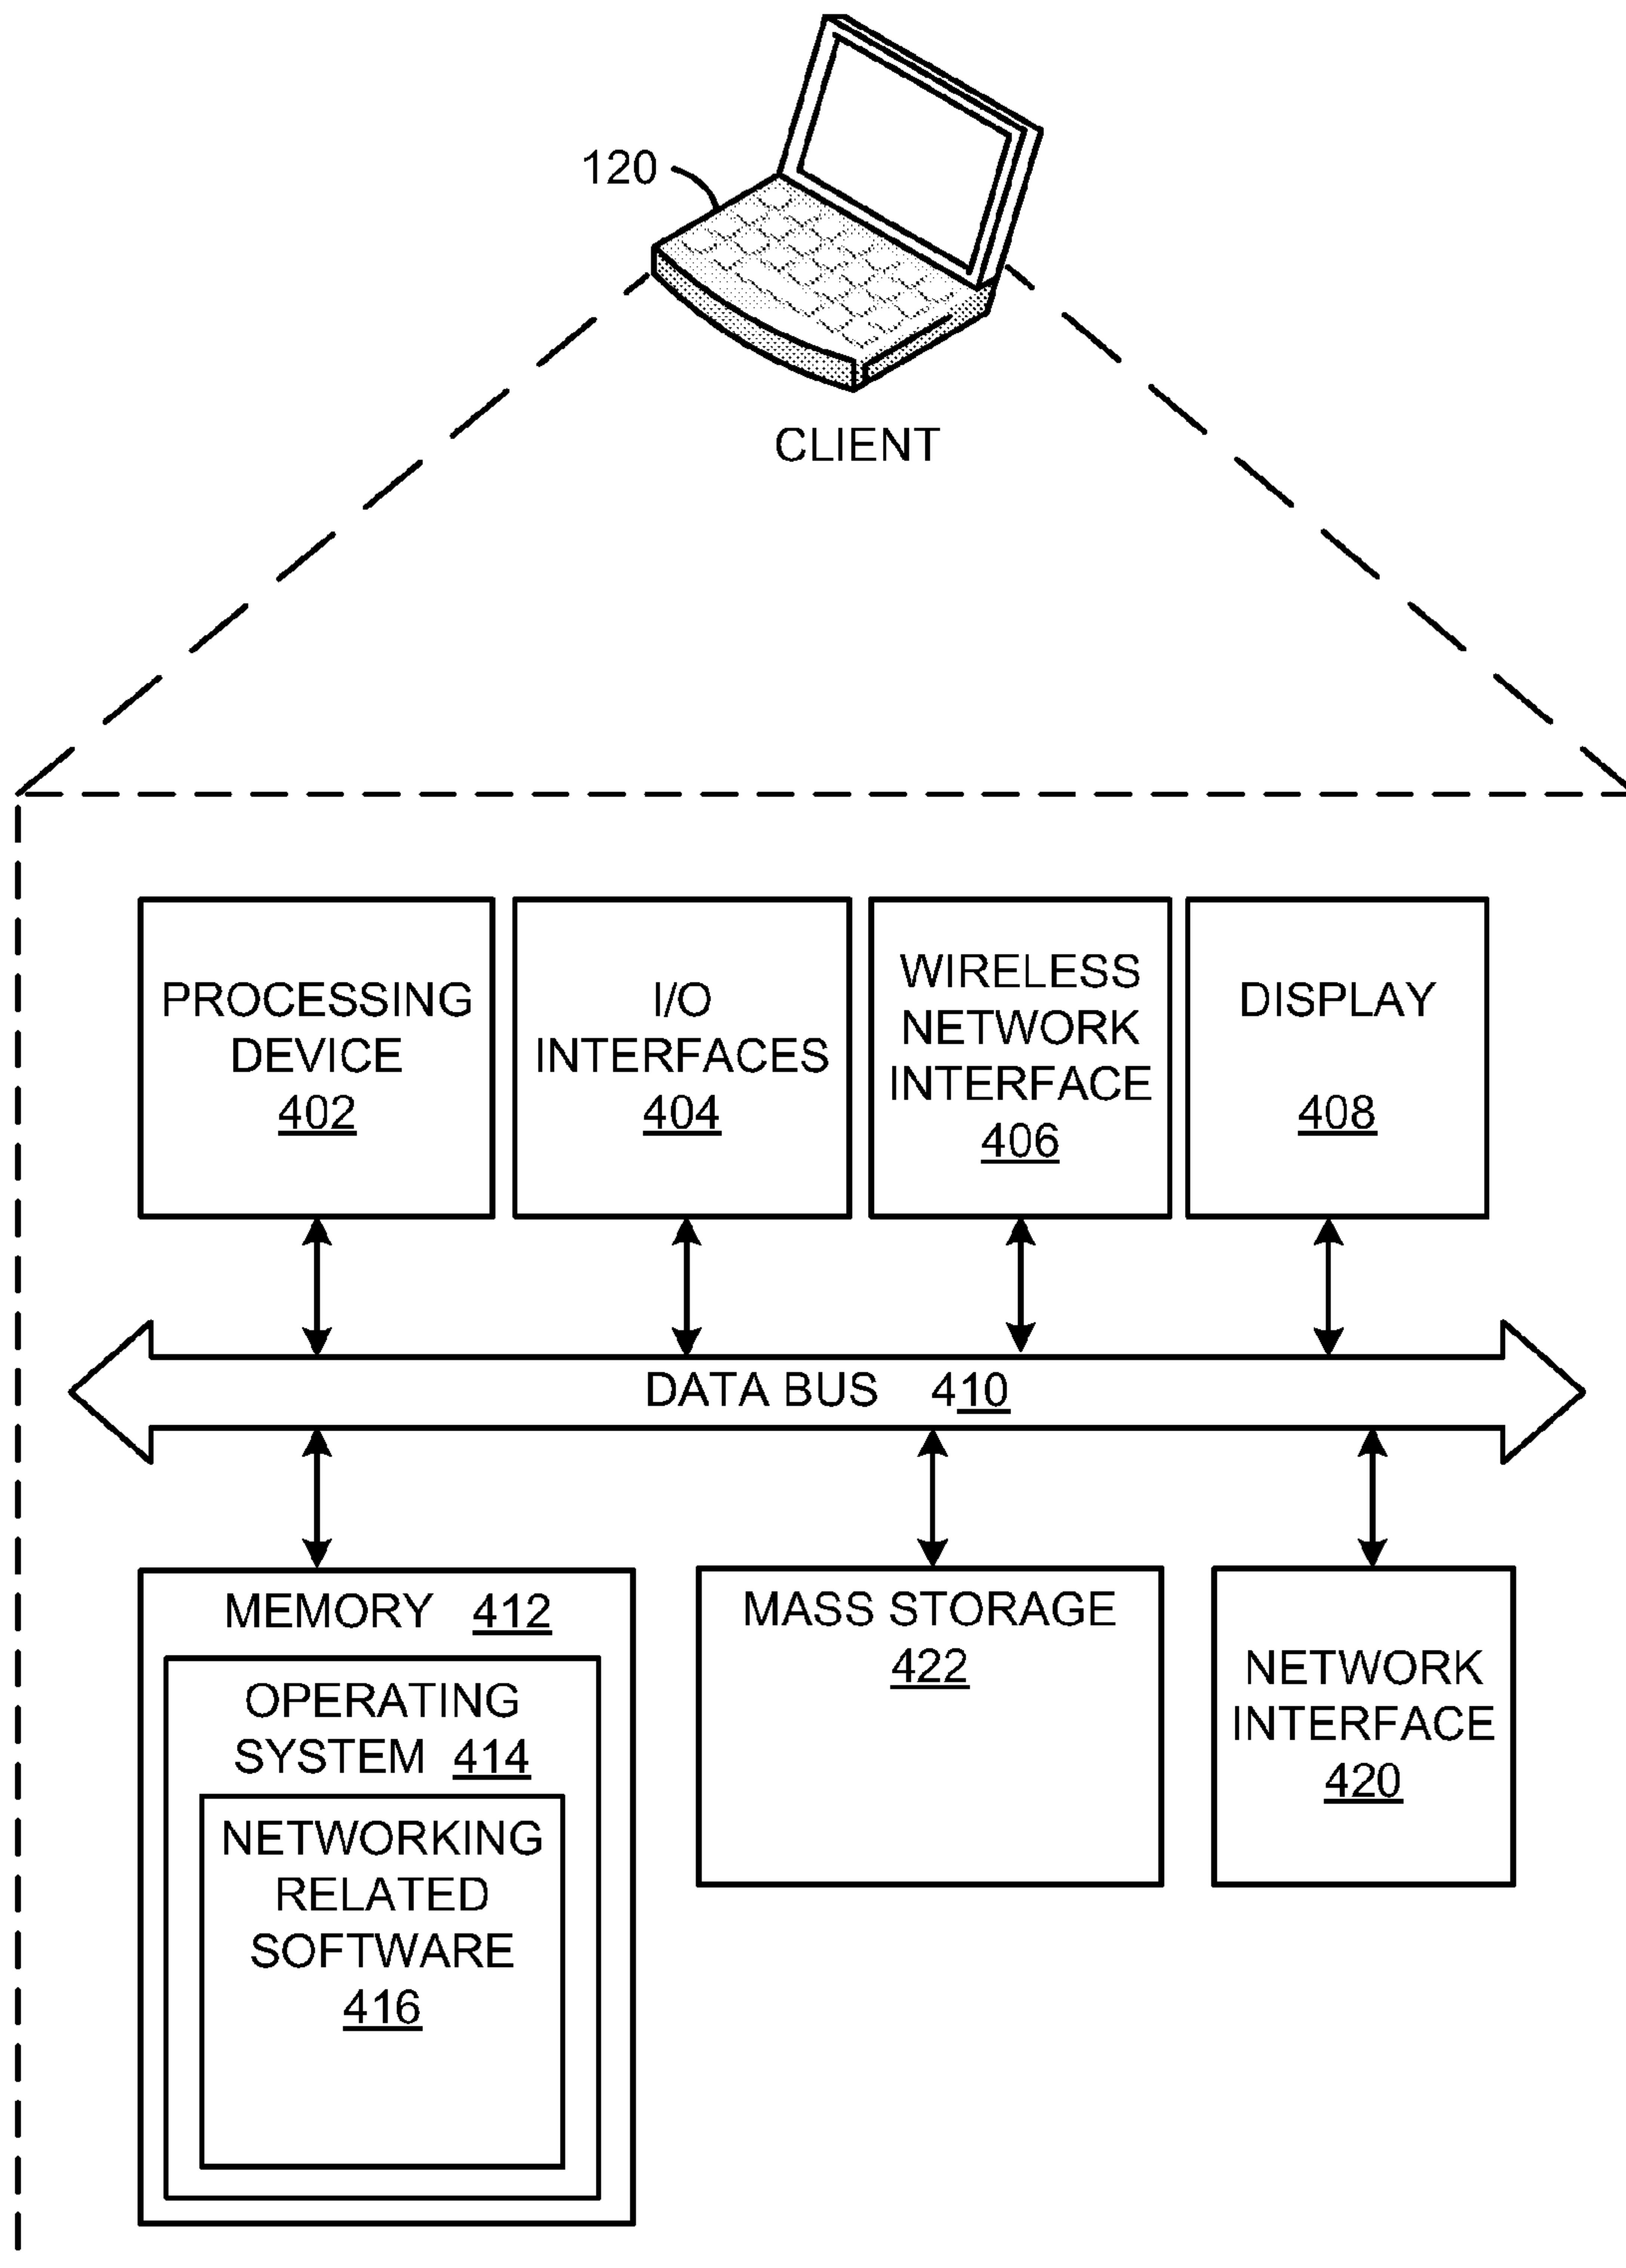 120
CLIENT
PROCESSING
DEVICE
402
I/O
INTERFACES
404
WIRELESS
NETWORK
INTERFACE
406
DISPLAY
408
DATA BUS 410
MEMORY 412
OPERATING
SYSTEM 414
NETWORKING
RELATED
SOFTWARE
416
MASS STORAGE
422
NETWORK
INTERFACE
420